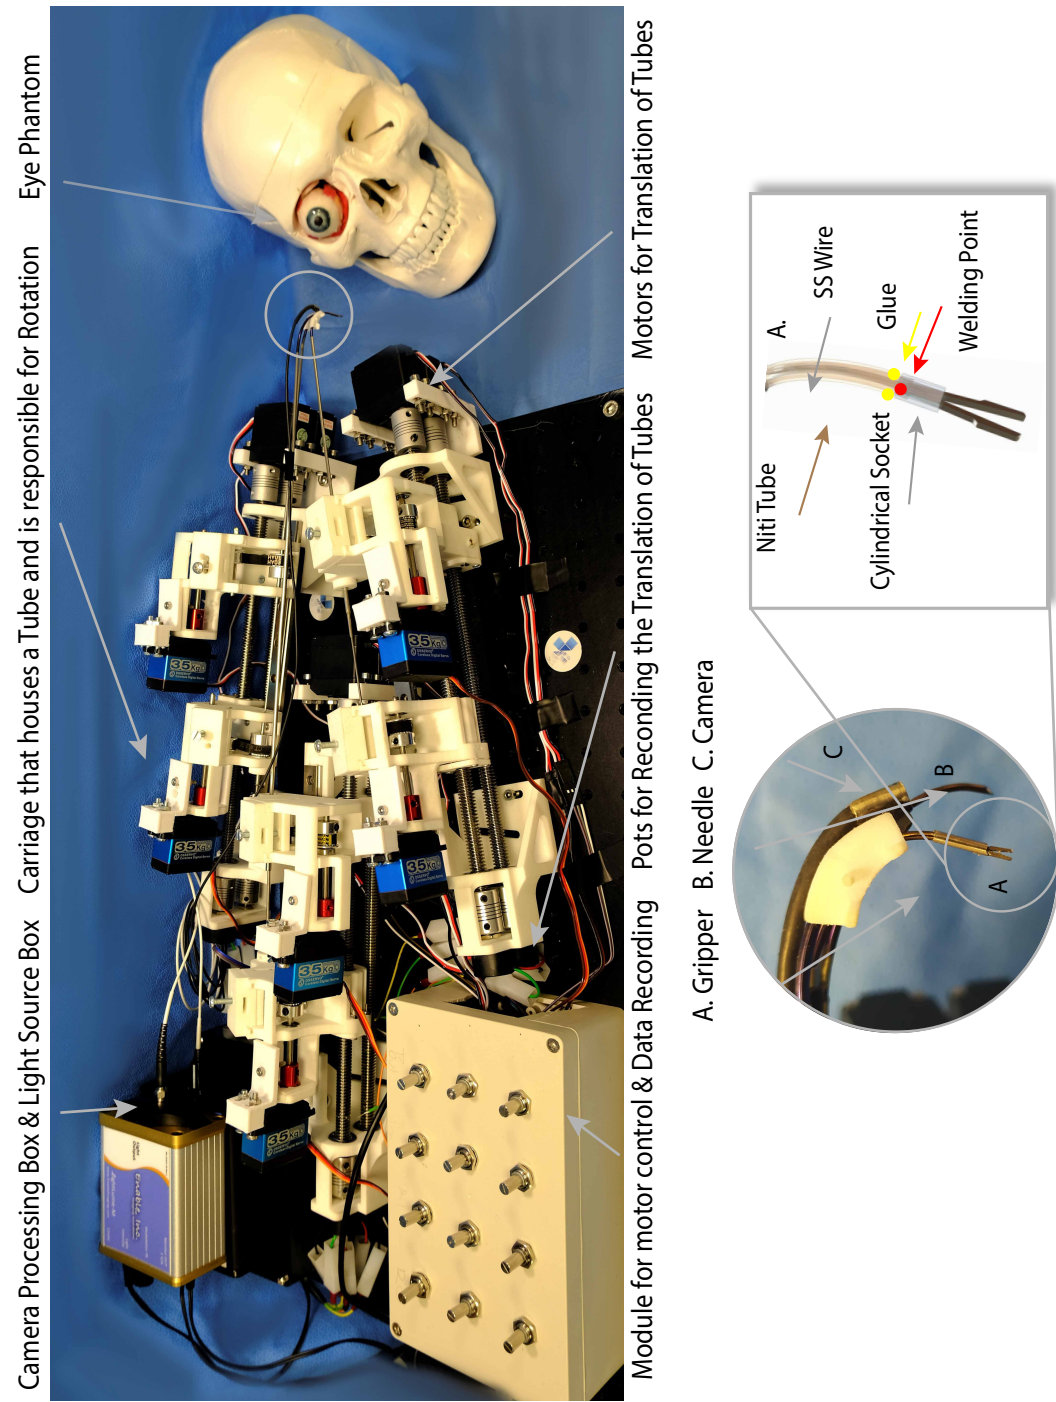 Camera Processing Box & Light Source Box
Carriage that houses a Tube and is responsible for Rotation
Eye Phantom
enable, inc.
35Kg
35Kg
35Kg
35Kg
35Kg
35Kg
Module for motor control & Data Recording
Pots for Reconding the Translation of Tubes
Motors for Translation of Tubes
A. Gripper B. Needle C. Camera
A
B
C
A.
Niti Tube
SS Wire
Cylindrical Socket
Glue
Welding Point